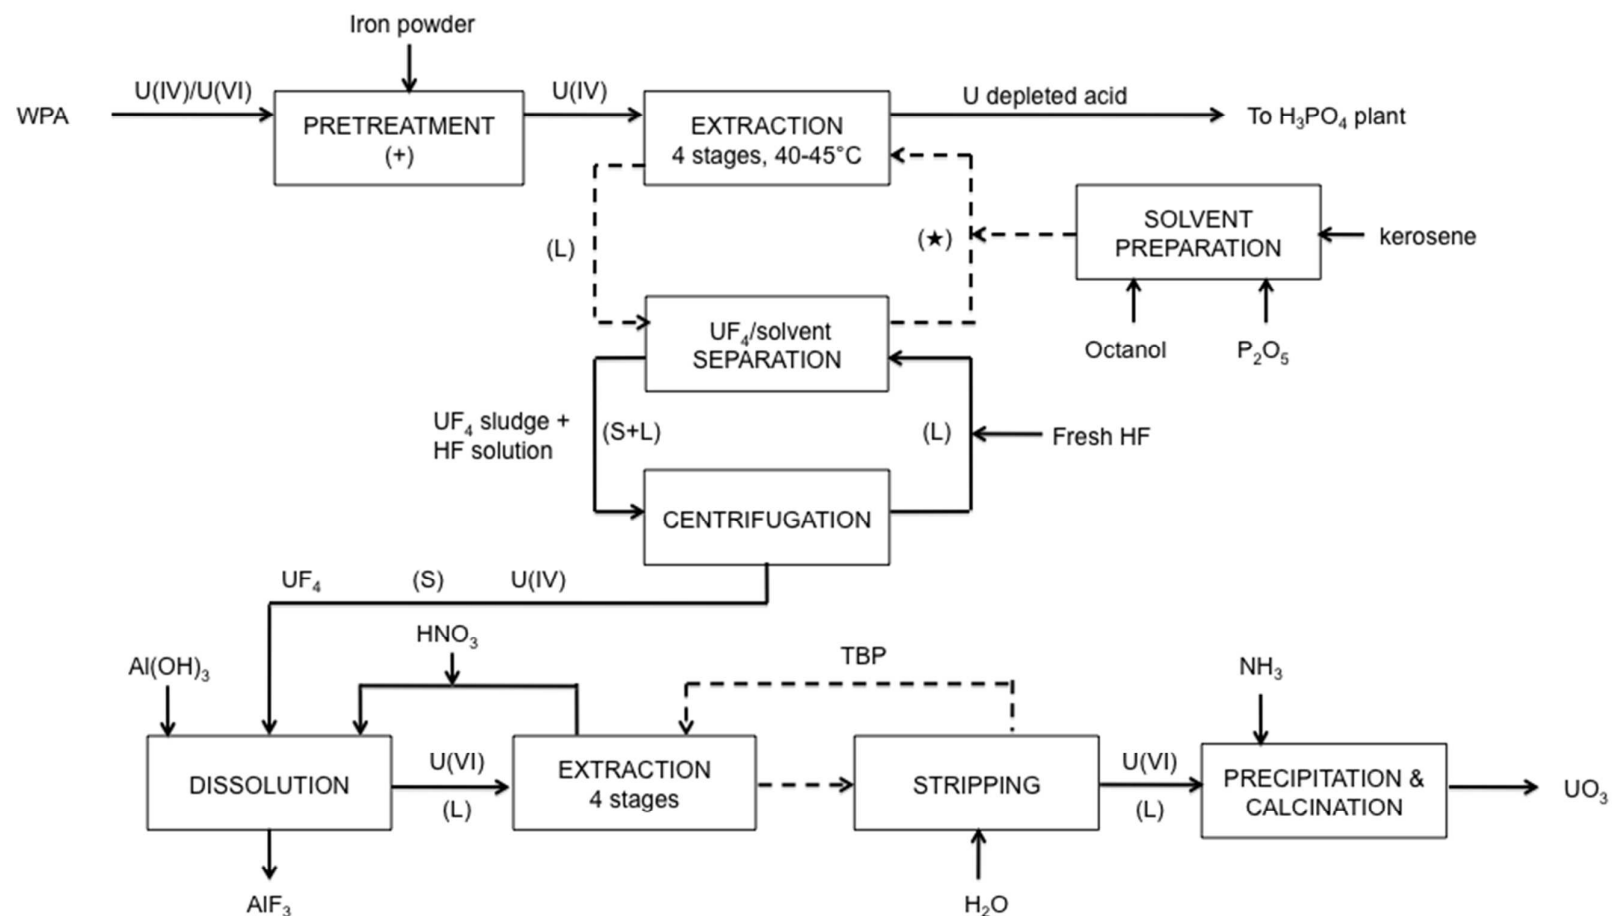 Iron powder
WPA
U(IV)/U(VI)
PRETREATMENT
(+)
U(IV)
EXTRACTION
4 stages, 40-45°C
U depleted acid
To H₃PO₄ plant
(L)
(★)
SOLVENT
PREPARATION
kerosene
Octanol
P₂O₅
UF₄/solvent
SEPARATION
UF₄ sludge +
HF solution
(S+L)
(L)
Fresh HF
CENTRIFUGATION
UF₄ (S) U(IV)
HNO₃
Al(OH)₃
TBP
NH₃
DISSOLUTION
U(VI)
(L)
EXTRACTION
4 stages
STRIPPING
U(VI)
(L)
PRECIPITATION &
CALCINATION
UO₃
AlF₃
H₂O